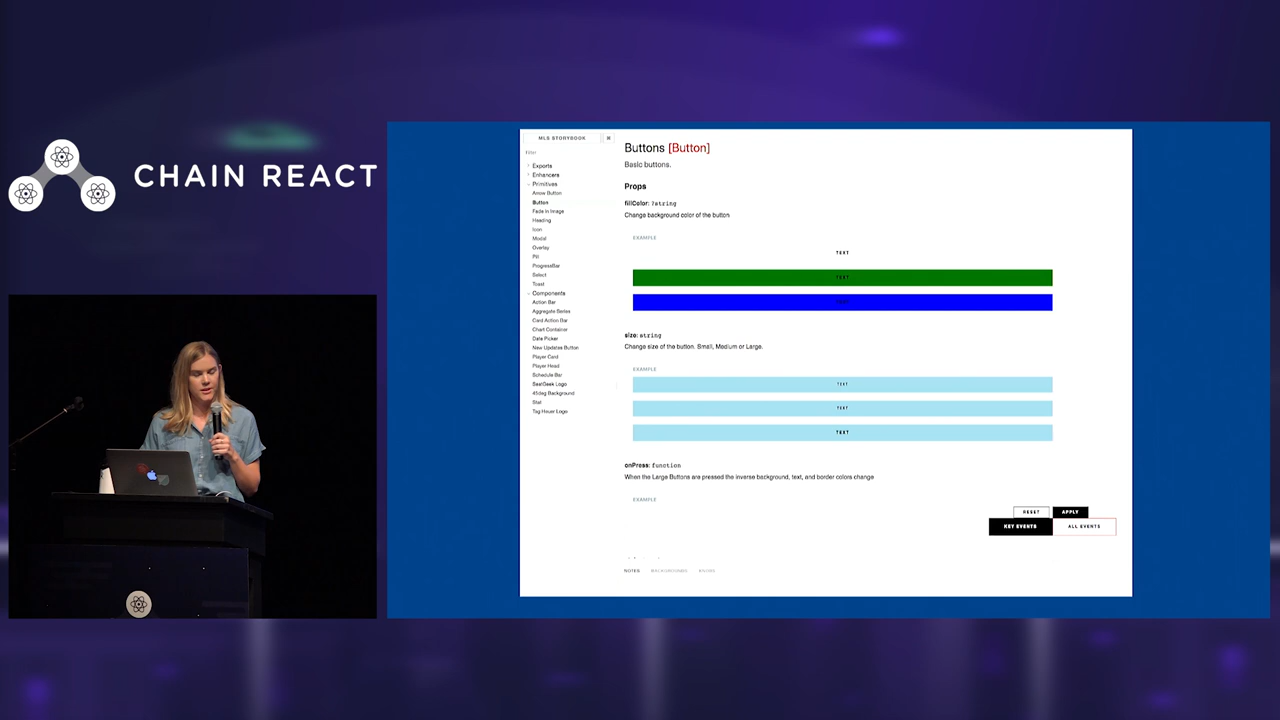 CHAIN REACT
MLS STORYBOOK
⌘
Filter
Exports
Enhancers
Primitives
Arrow Button
Button
Fade In Image
Heading
Icon
Modal
Overlay
Pill
ProgressBar
Select
Toast
Components
Action Bar
Aggregate Series
Card Action Bar
Chart Container
Date Picker
New Updates Button
Player Card
Player Head
Schedule Bar
SeatGeek Logo
45deg Background
Stat
Tag Heuer Logo
Buttons [Button]
Basic buttons.
Props
fillColor: ?string
Change background color of the button
EXAMPLE
TEXT
TEXT
TEXT
size: string
Change size of the button. Small, Medium or Large.
EXAMPLE
TEXT
TEXT
TEXT
onPress: function
When the Large Buttons are pressed the inverse background, text, and border colors change
EXAMPLE
RESET APPLY
KEY EVENTS ALL EVENTS
NOTES BACKGROUNDS KNOBS